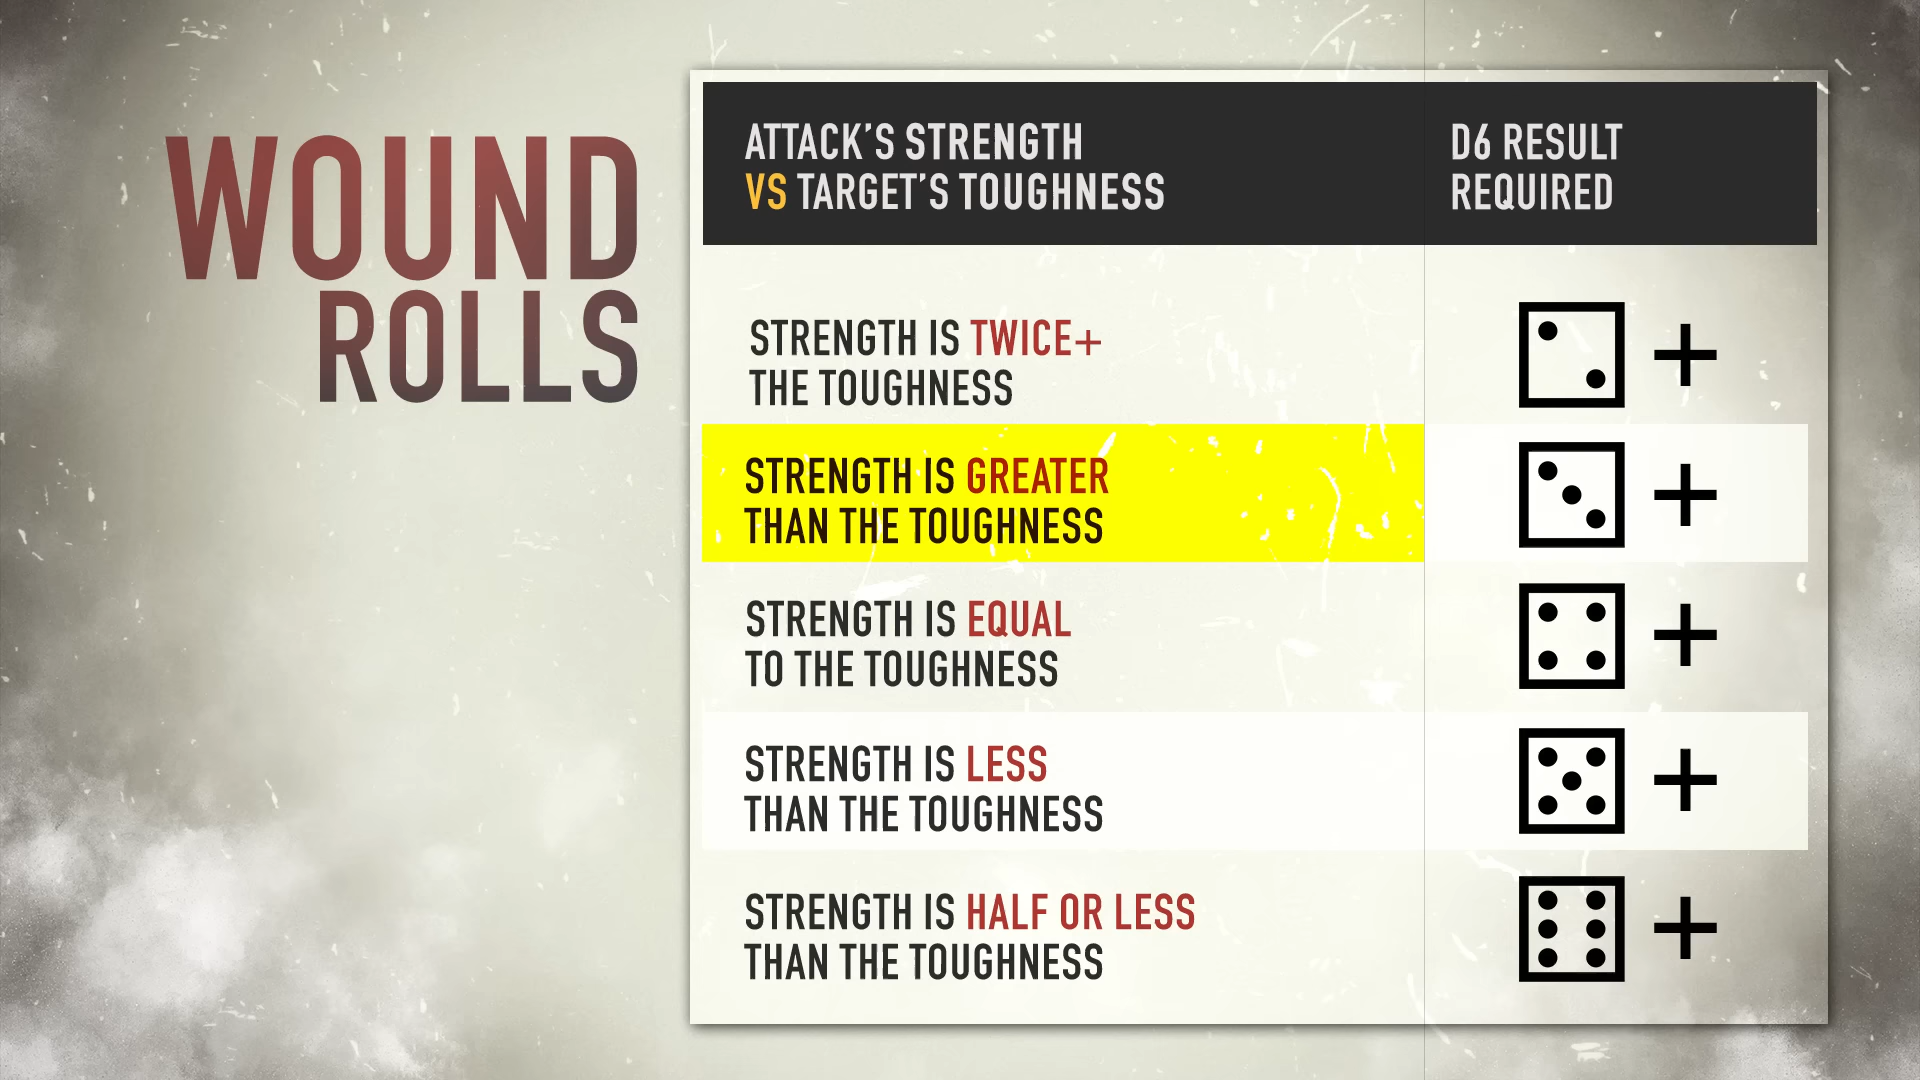 WOUND
ROLLS
ATTACK’S STRENGTH
VS TARGET’S TOUGHNESS
D6 RESULT
REQUIRED
STRENGTH IS TWICE+
THE TOUGHNESS
+
STRENGTH IS GREATER
THAN THE TOUGHNESS
+
STRENGTH IS EQUAL
TO THE TOUGHNESS
+
STRENGTH IS LESS
THAN THE TOUGHNESS
+
STRENGTH IS HALF OR LESS
THAN THE TOUGHNESS
+